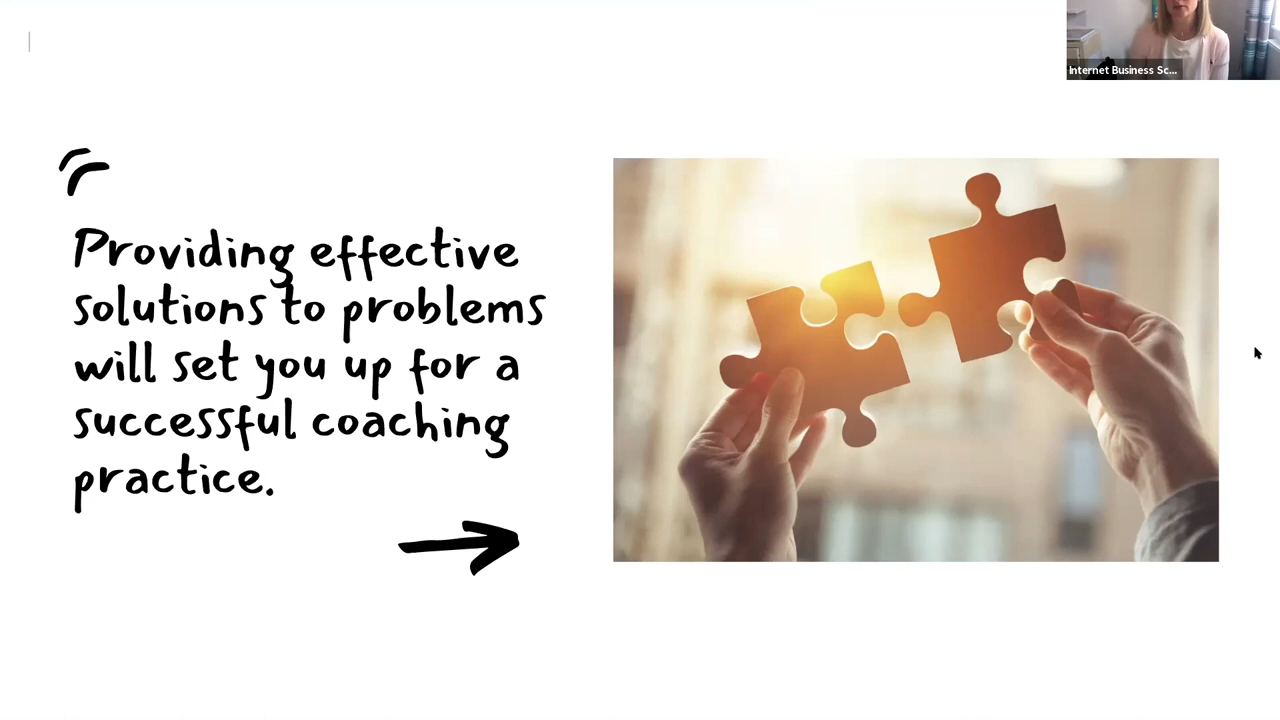 Internet Business Sc...
Providing effective
solutions to problems
will set you up for a
successful coaching
practice.